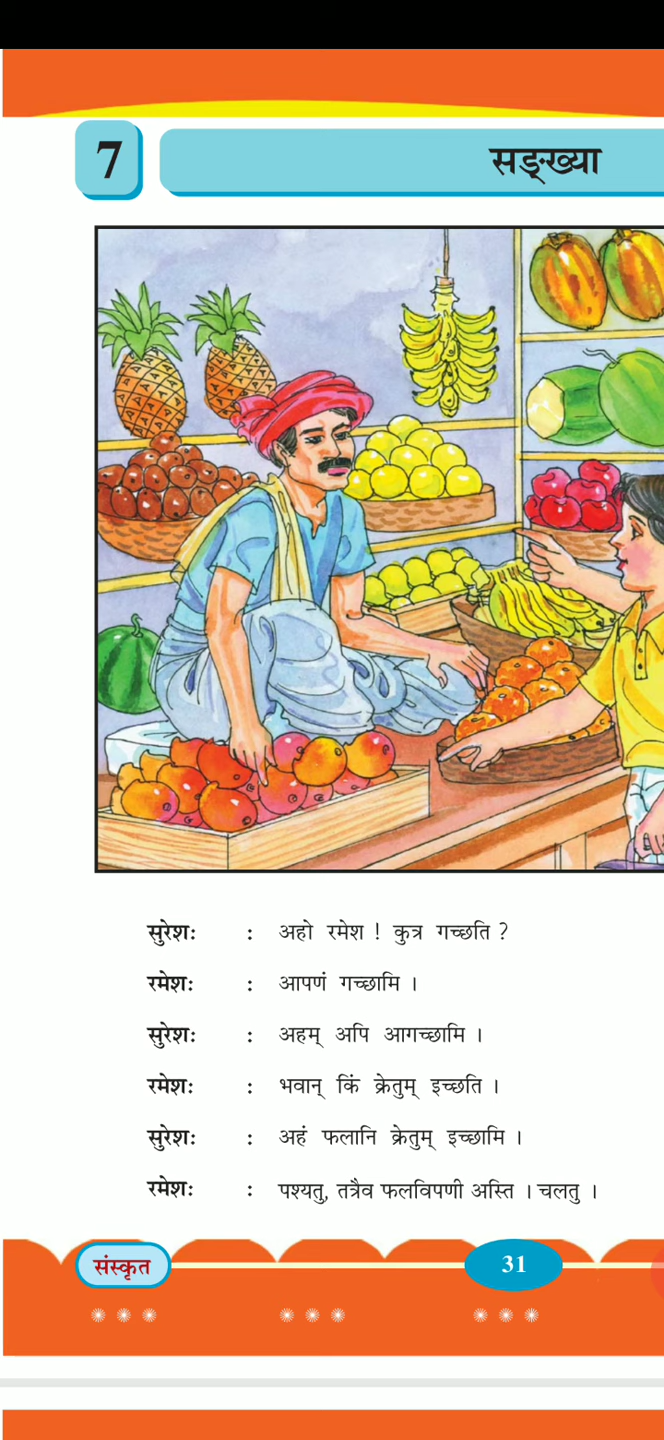 7
सङ्ख्या
सुरेशः : अहो रमेश ! कुत्र गच्छति ?
रमेशः : आपणं गच्छामि ।
सुरेशः : अहम् अपि आगच्छामि ।
रमेशः : भवान् किं क्रेतुम् इच्छति ।
सुरेशः : अहं फलानि क्रेतुम् इच्छामि ।
रमेशः : पश्यतु, तत्रैव फलविपणी अस्ति । चलतु ।
संस्कृत
31